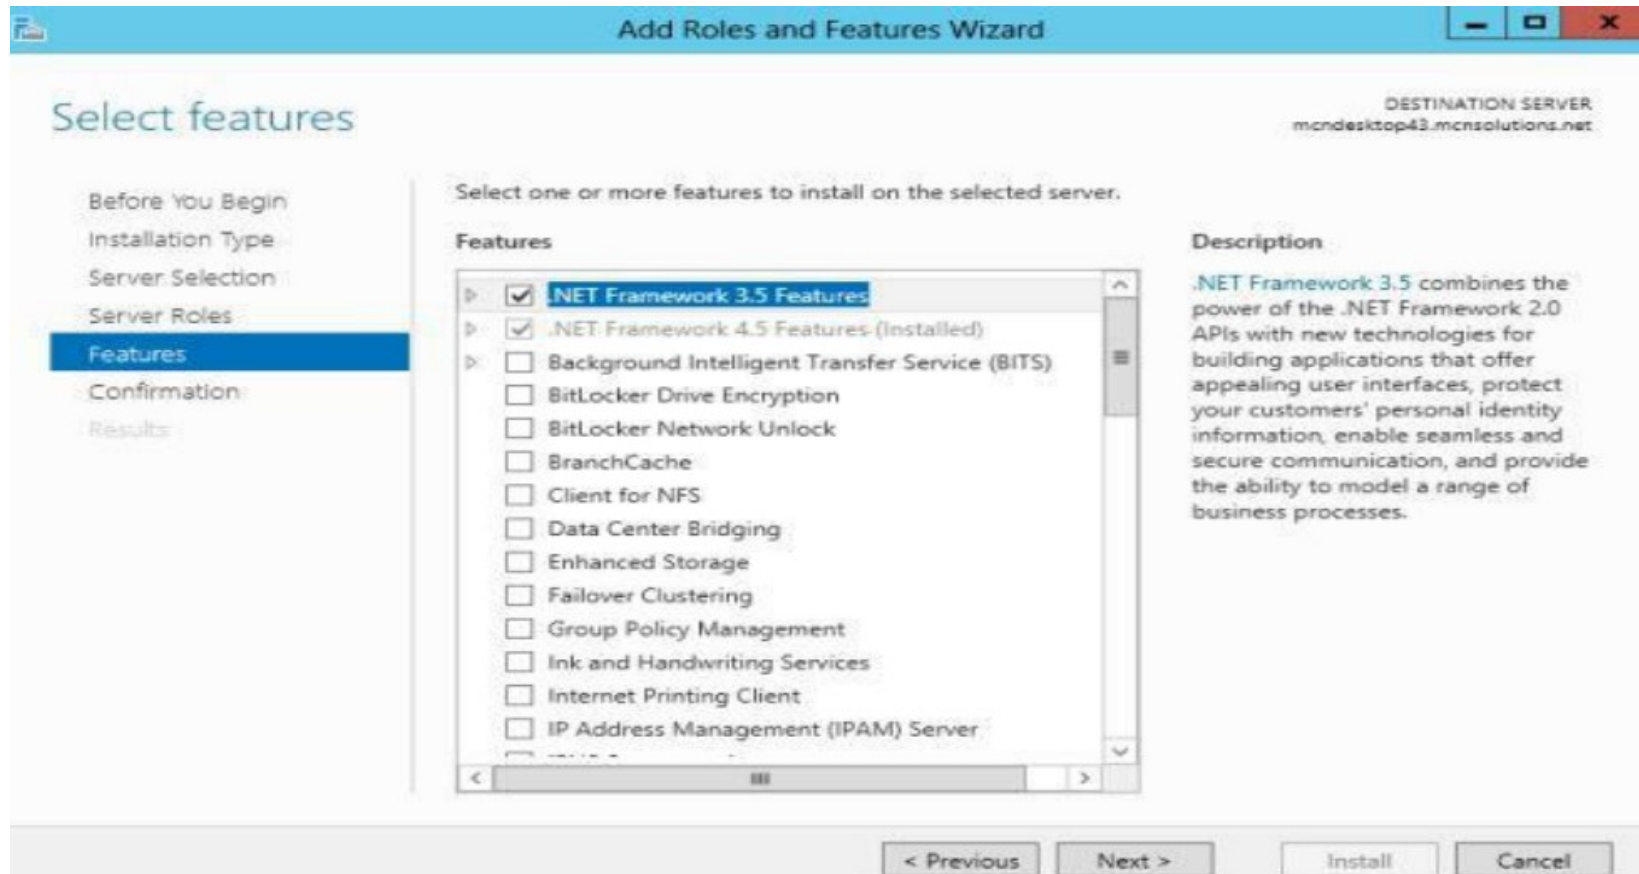 Add Roles and Features Wizard
Select features
DESTINATION SERVER
mcndesktop43.mcnsolutions.net
Before You Begin
Installation Type
Server Selection
Server Roles
Features
Confirmation
Results
Select one or more features to install on the selected server.
Features
.NET Framework 3.5 Features
.NET Framework 4.5 Features (Installed)
Background Intelligent Transfer Service (BITS)
BitLocker Drive Encryption
BitLocker Network Unlock
BranchCache
Client for NFS
Data Center Bridging
Enhanced Storage
Failover Clustering
Group Policy Management
Ink and Handwriting Services
Internet Printing Client
IP Address Management (IPAM) Server
Description
.NET Framework 3.5 combines the
power of the .NET Framework 2.0
APIs with new technologies for
building applications that offer
appealing user interfaces, protect
your customers' personal identity
information, enable seamless and
secure communication, and provide
the ability to model a range of
business processes.
< Previous
Next >
Install
Cancel